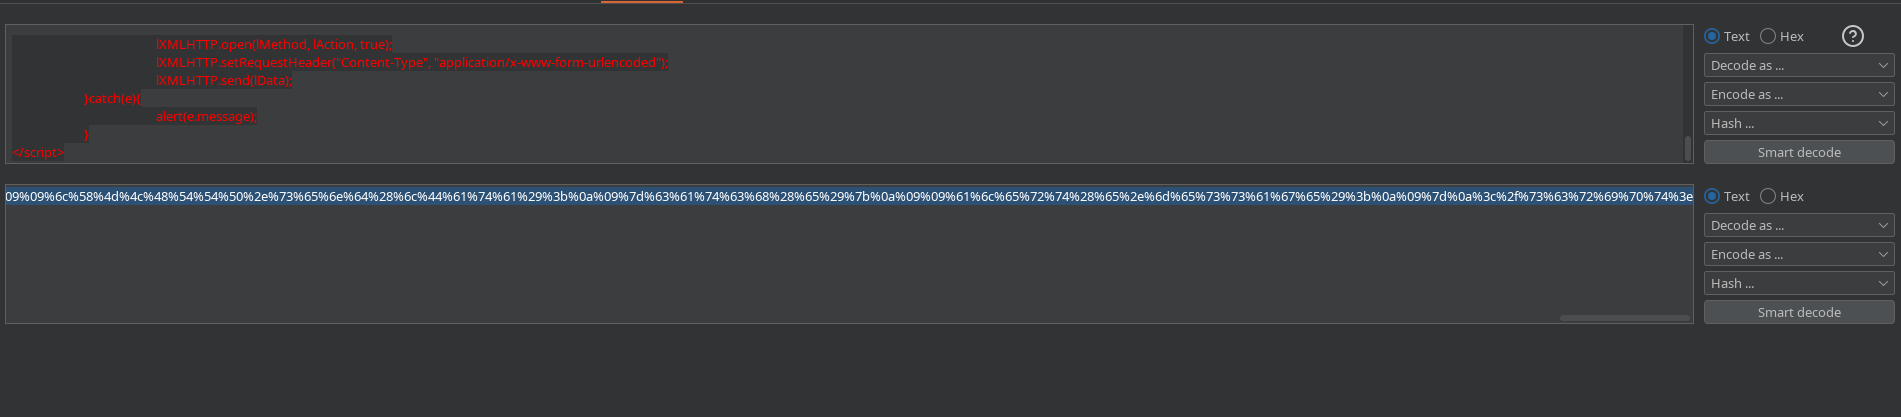 lXMLHTTP.open(lMethod, lAction, true);
lXMLHTTP.setRequestHeader("Content-Type", "application/x-www-form-urlencoded");
lXMLHTTP.send(lData);
}catch(e){
alert(e.message);
}
</script>
Text Hex ?
Decode as ...
Encode as ...
Hash ...
Smart decode
09%09%6c%58%4d%4c%48%54%54%50%2e%73%65%6e%64%28%6c%44%61%74%61%29%3b%0a%09%7d%63%61%74%63%68%28%65%29%7b%0a%09%09%61%6c%65%72%74%28%65%2e%6d%65%73%73%61%67%65%29%3b%0a%09%7d%0a%3c%2f%73%63%72%69%70%74%3e
Text Hex
Decode as ...
Encode as ...
Hash ...
Smart decode